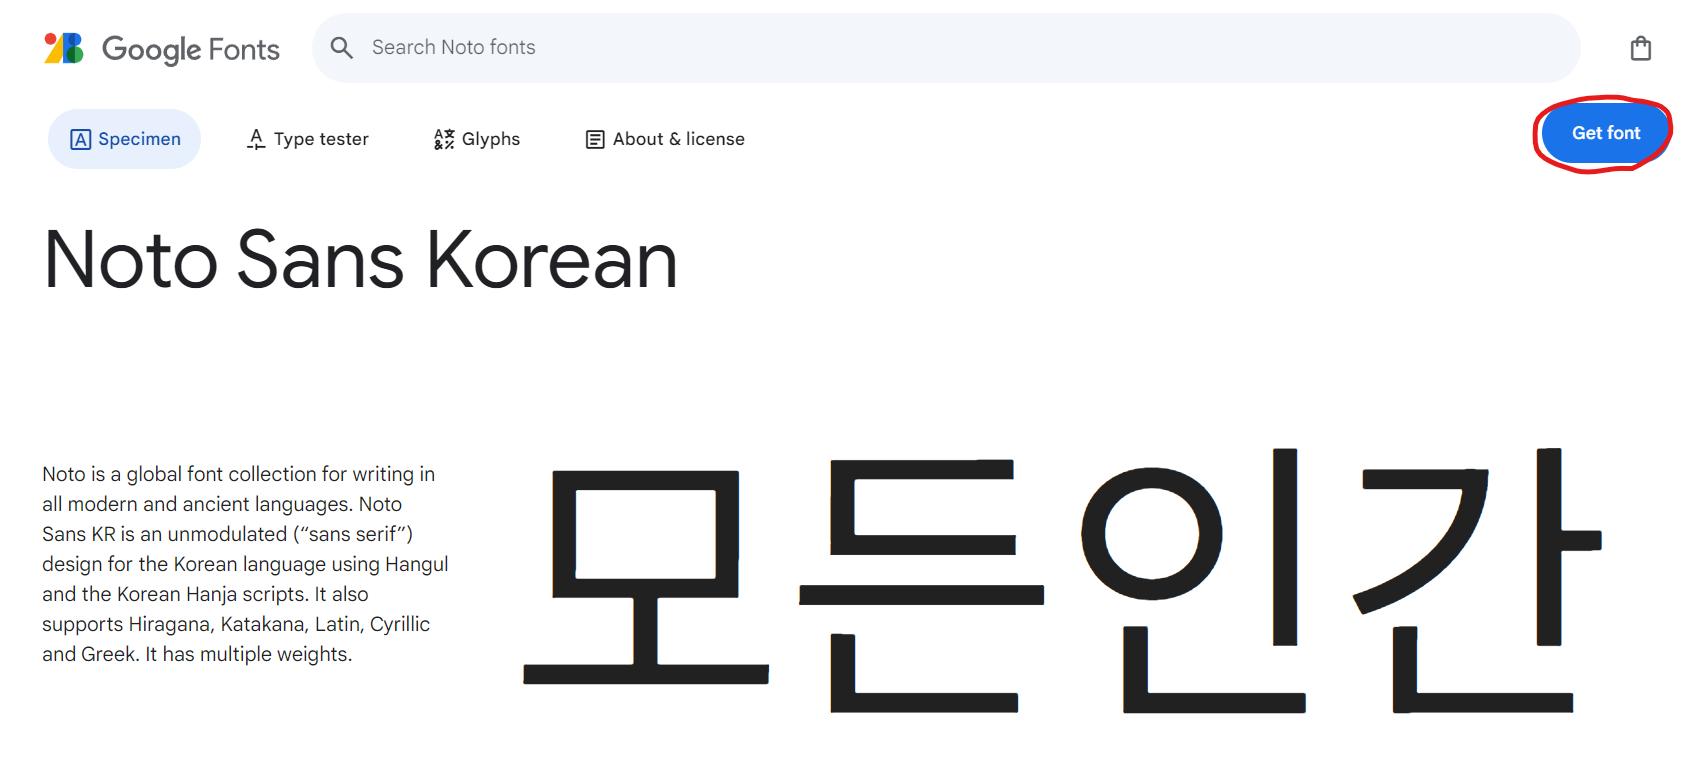 Google Fonts
Search Noto fonts
Specimen
Type tester
Glyphs
About & license
Get font
Noto Sans Korean
Noto is a global font collection for writing in
all modern and ancient languages. Noto
Sans KR is an unmodulated (“sans serif”)
design for the Korean language using Hangul
and the Korean Hanja scripts. It also
supports Hiragana, Katakana, Latin, Cyrillic
and Greek. It has multiple weights.
모든인간